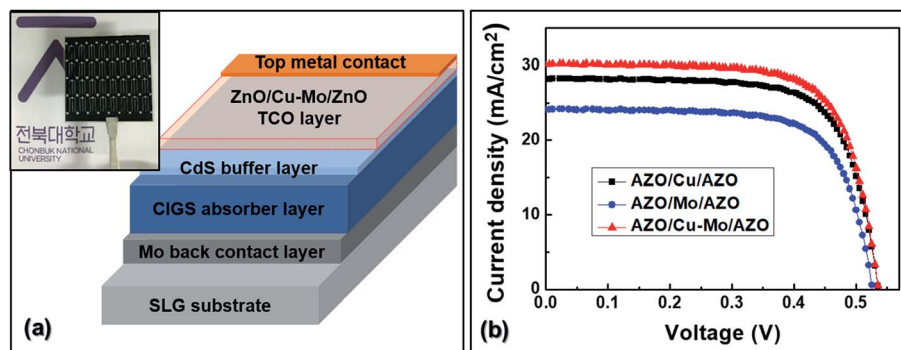 전북대학교
CHONBUK NATIONAL
UNIVERSITY
Top metal contact
ZnO/Cu-Mo/ZnO
TCO layer
CdS buffer layer
CIGS absorber layer
Mo back contact layer
SLG substrate
(a)
Current density (mA/cm²)
30
20
10
0
AZO/Cu/AZO
AZO/Mo/AZO
AZO/Cu-Mo/AZO
0.0 0.1 0.2 0.3 0.4 0.5
Voltage (V)
(b)